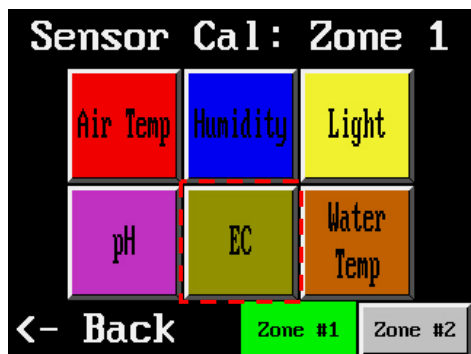 Sensor Cal: Zone 1
Air Temp
Humidity
Light
pH
EC
Water
Temp
<- Back
Zone #1
Zone #2